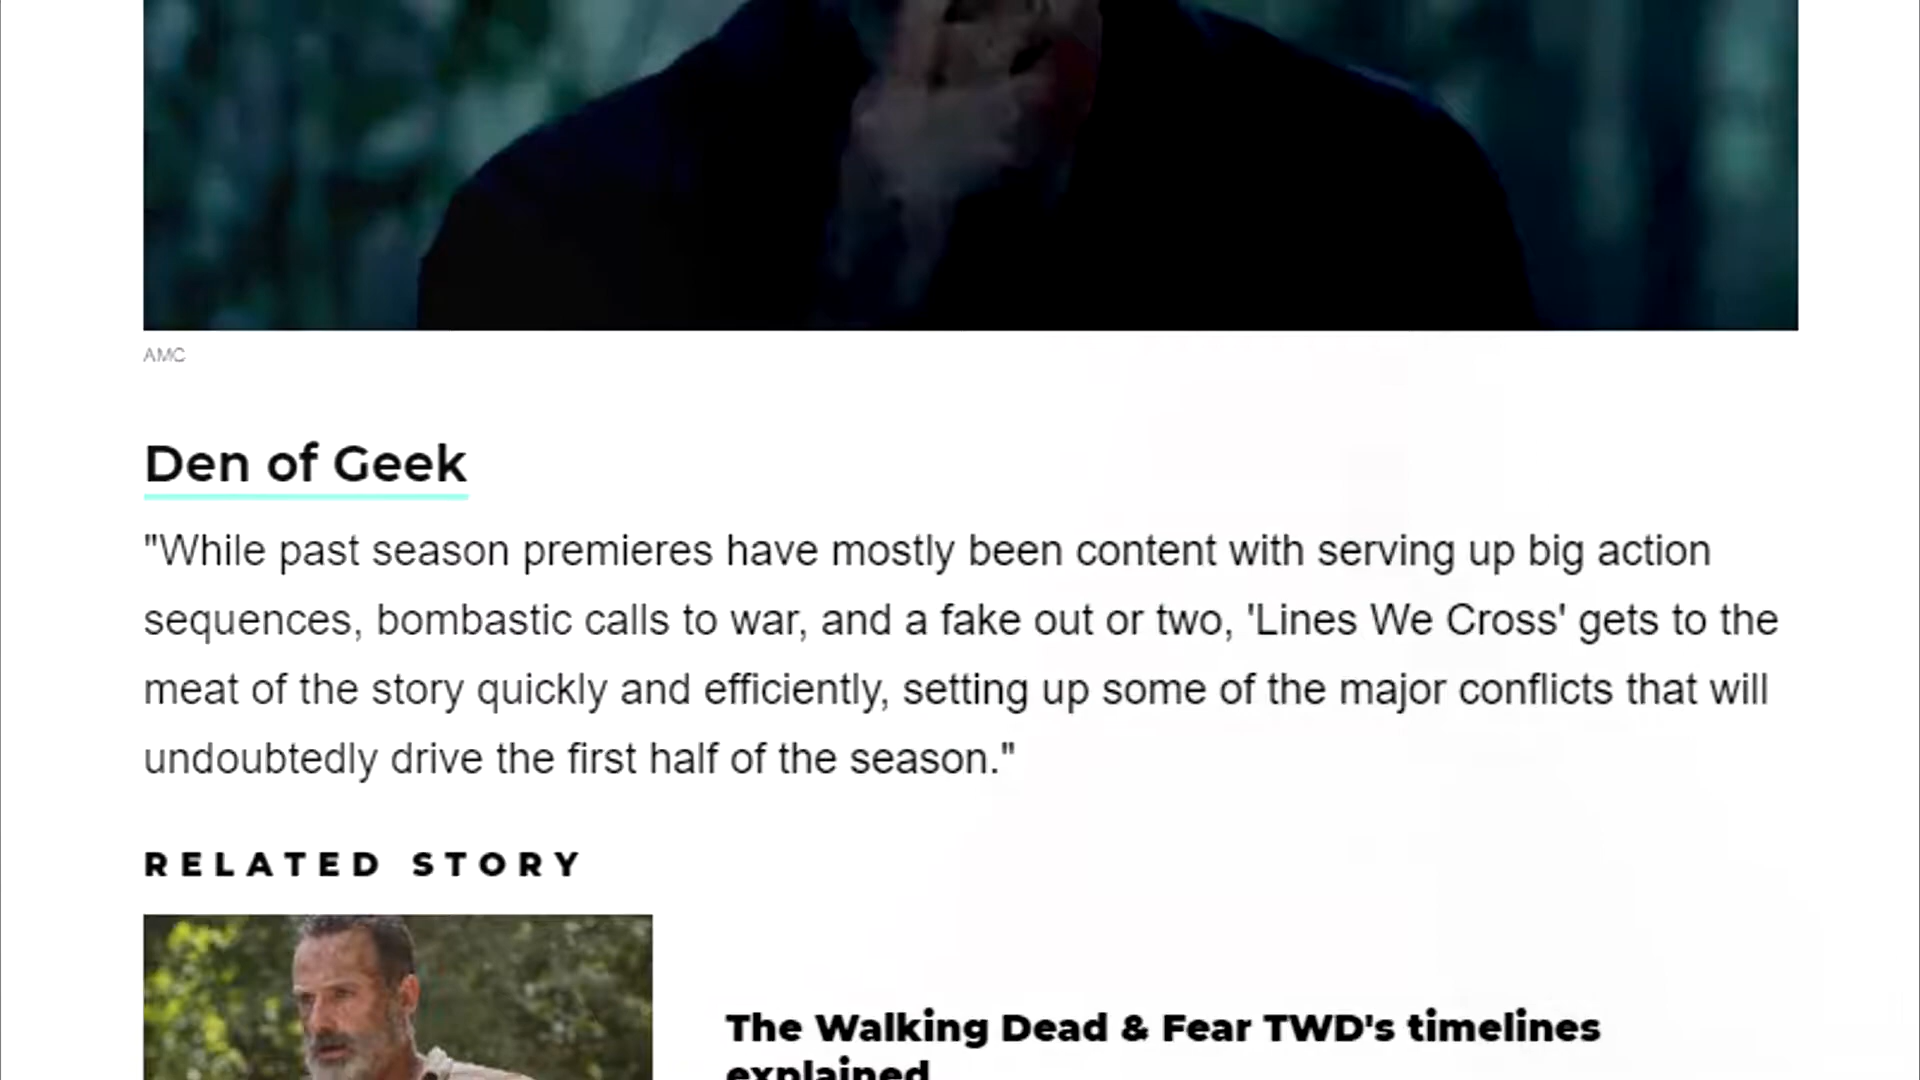 AMC
Den of Geek
"While past season premieres have mostly been content with serving up big action
sequences, bombastic calls to war, and a fake out or two, 'Lines We Cross' gets to the
meat of the story quickly and efficiently, setting up some of the major conflicts that will
undoubtedly drive the first half of the season."
RELATED STORY
The Walking Dead & Fear TWD's timelines
explained